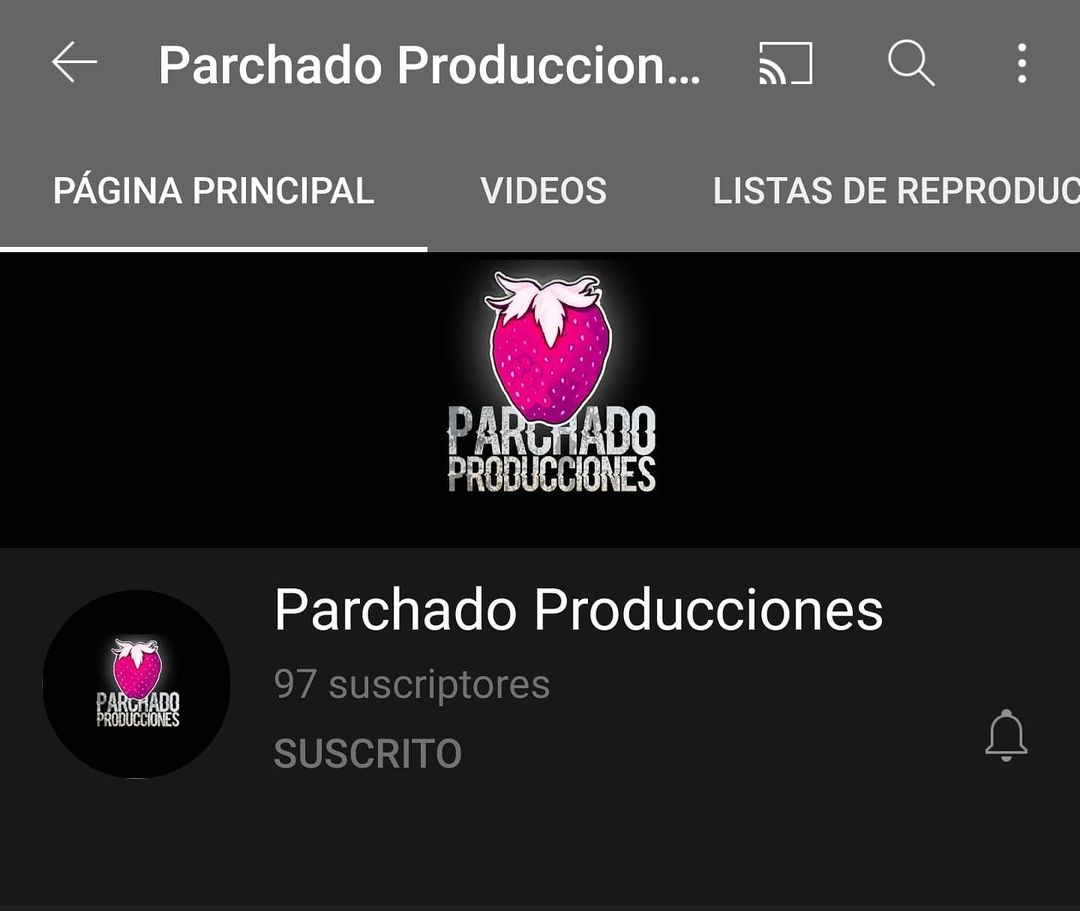 Parchado Produccion...
PÁGINA PRINCIPAL VIDEOS LISTAS DE REPRODUC
PARCHADO
PRODUCCIONES
Parchado Producciones
97 suscriptores
SUSCRITO
PARCHADO
PRODUCCIONES